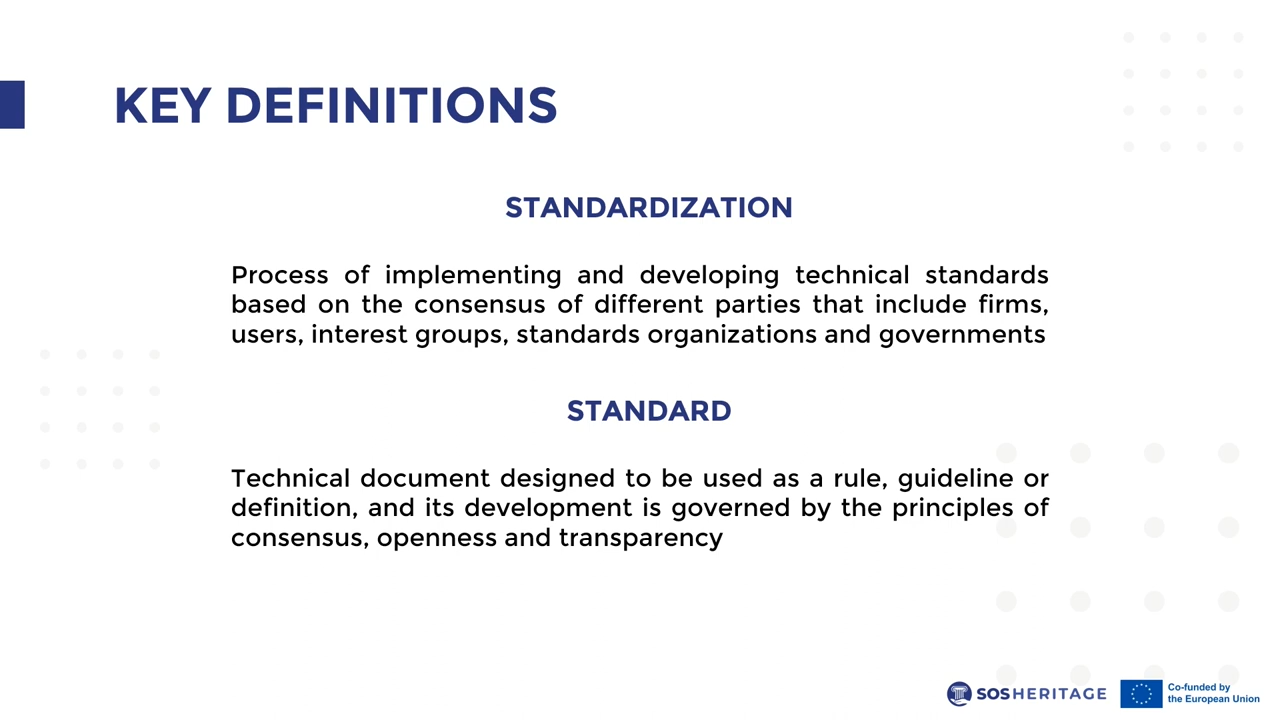 KEY DEFINITIONS
STANDARDIZATION
Process of implementing and developing technical standards
based on the consensus of different parties that include firms,
users, interest groups, standards organizations and governments
STANDARD
Technical document designed to be used as a rule, guideline or
definition, and its development is governed by the principles of
consensus, openness and transparency
SOSHERITAGE
Co-funded by
the European Union